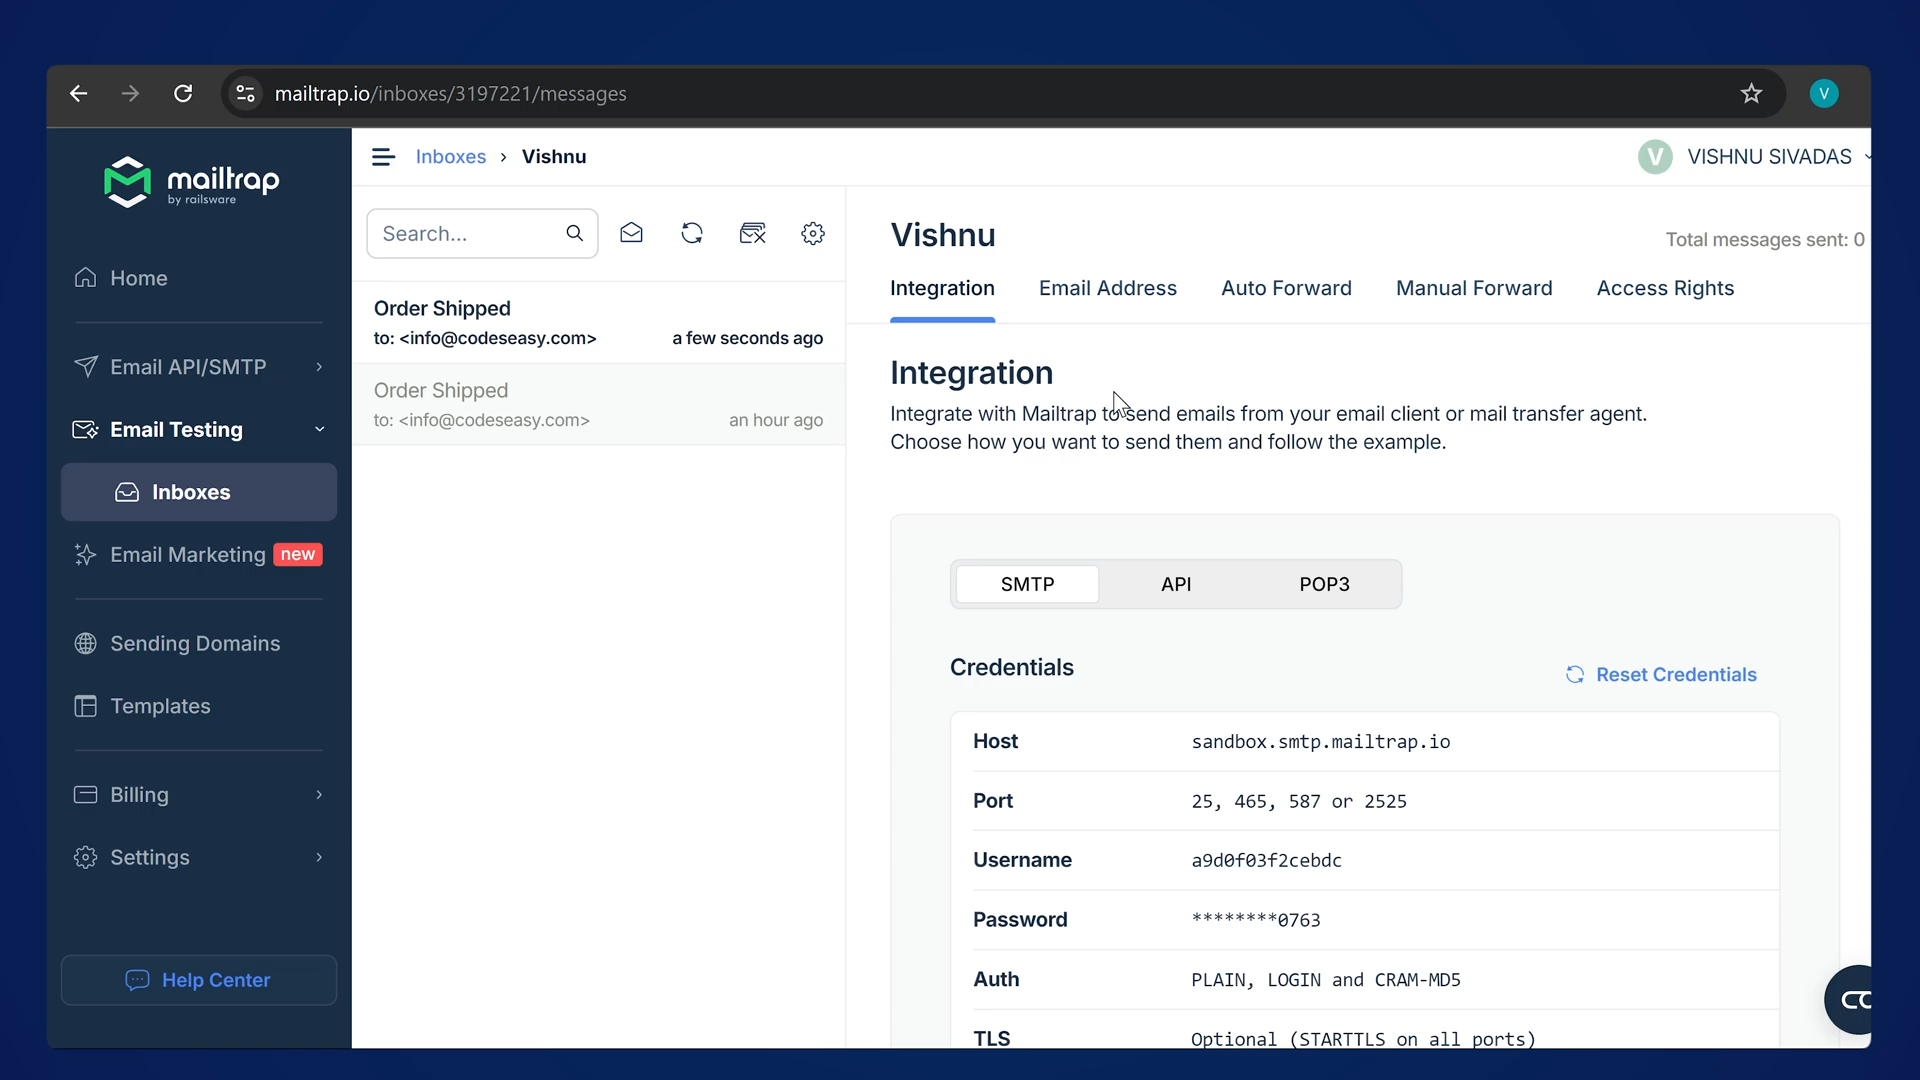 mailtrap.io/inboxes/3197221/messages
V
mailtrap
by railsware
Home
Email API/SMTP
Email Testing
Inboxes
Email Marketing new
Sending Domains
Templates
Billing
Settings
Help Center
Inboxes › Vishnu
V VISHNU SIVADAS
Search...
Order Shipped
to: <info@codeseasy.com> a few seconds ago
Order Shipped
to: <info@codeseasy.com> an hour ago
Vishnu
Total messages sent: 0
Integration Email Address Auto Forward Manual Forward Access Rights
Integration
Integrate with Mailtrap to send emails from your email client or mail transfer agent.
Choose how you want to send them and follow the example.
SMTP API POP3
Credentials
Reset Credentials
Host sandbox.smtp.mailtrap.io
Port 25, 465, 587 or 2525
Username a9d0f03f2cebdc
Password ********0763
Auth PLAIN, LOGIN and CRAM-MD5
TLS Optional (STARTTLS on all ports)